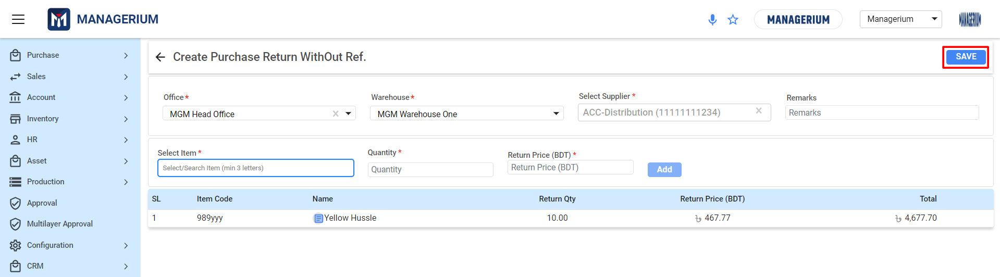 MANAGERIUM
MANAGERIUM
Managerium
MANAGERIUM
Purchase
Sales
Account
Inventory
HR
Asset
Production
Approval
Multilayer Approval
Configuration
CRM
Create Purchase Return WithOut Ref.
SAVE
Office *
Warehouse *
Select Supplier *
Remarks
MGM Head Office
MGM Warehouse One
ACC-Distribution (11111111234)
Remarks
Select Item *
Quantity *
Return Price (BDT) *
Select/Search Item (min 3 letters)
Quantity
Return Price (BDT)
Add
SL Item Code Name Return Qty Return Price (BDT) Total
1 989yyy Yellow Hussle 10.00 ৳ 467.77 ৳ 4,677.70